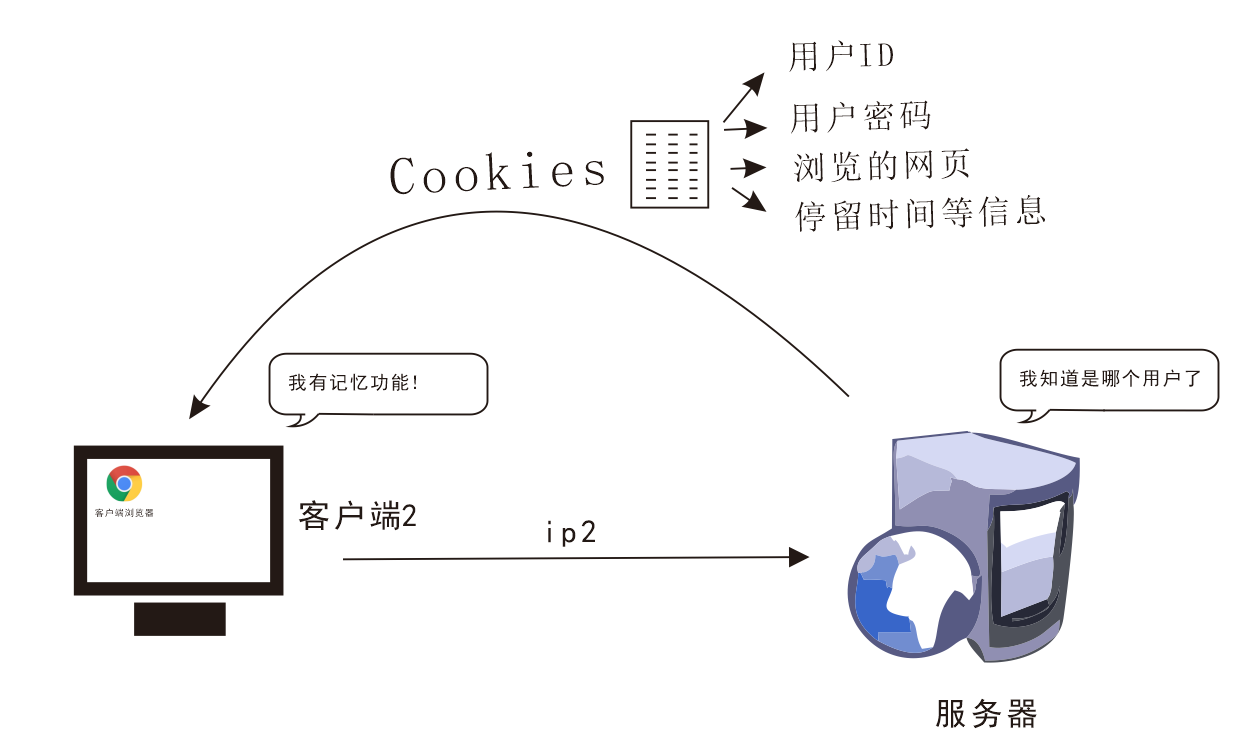 用户ID
用户密码
Cookies
浏览的网页
停留时间等信息
我有记忆功能!
我知道是哪个用户了
客户端浏览器
客户端2
ip2
服务器